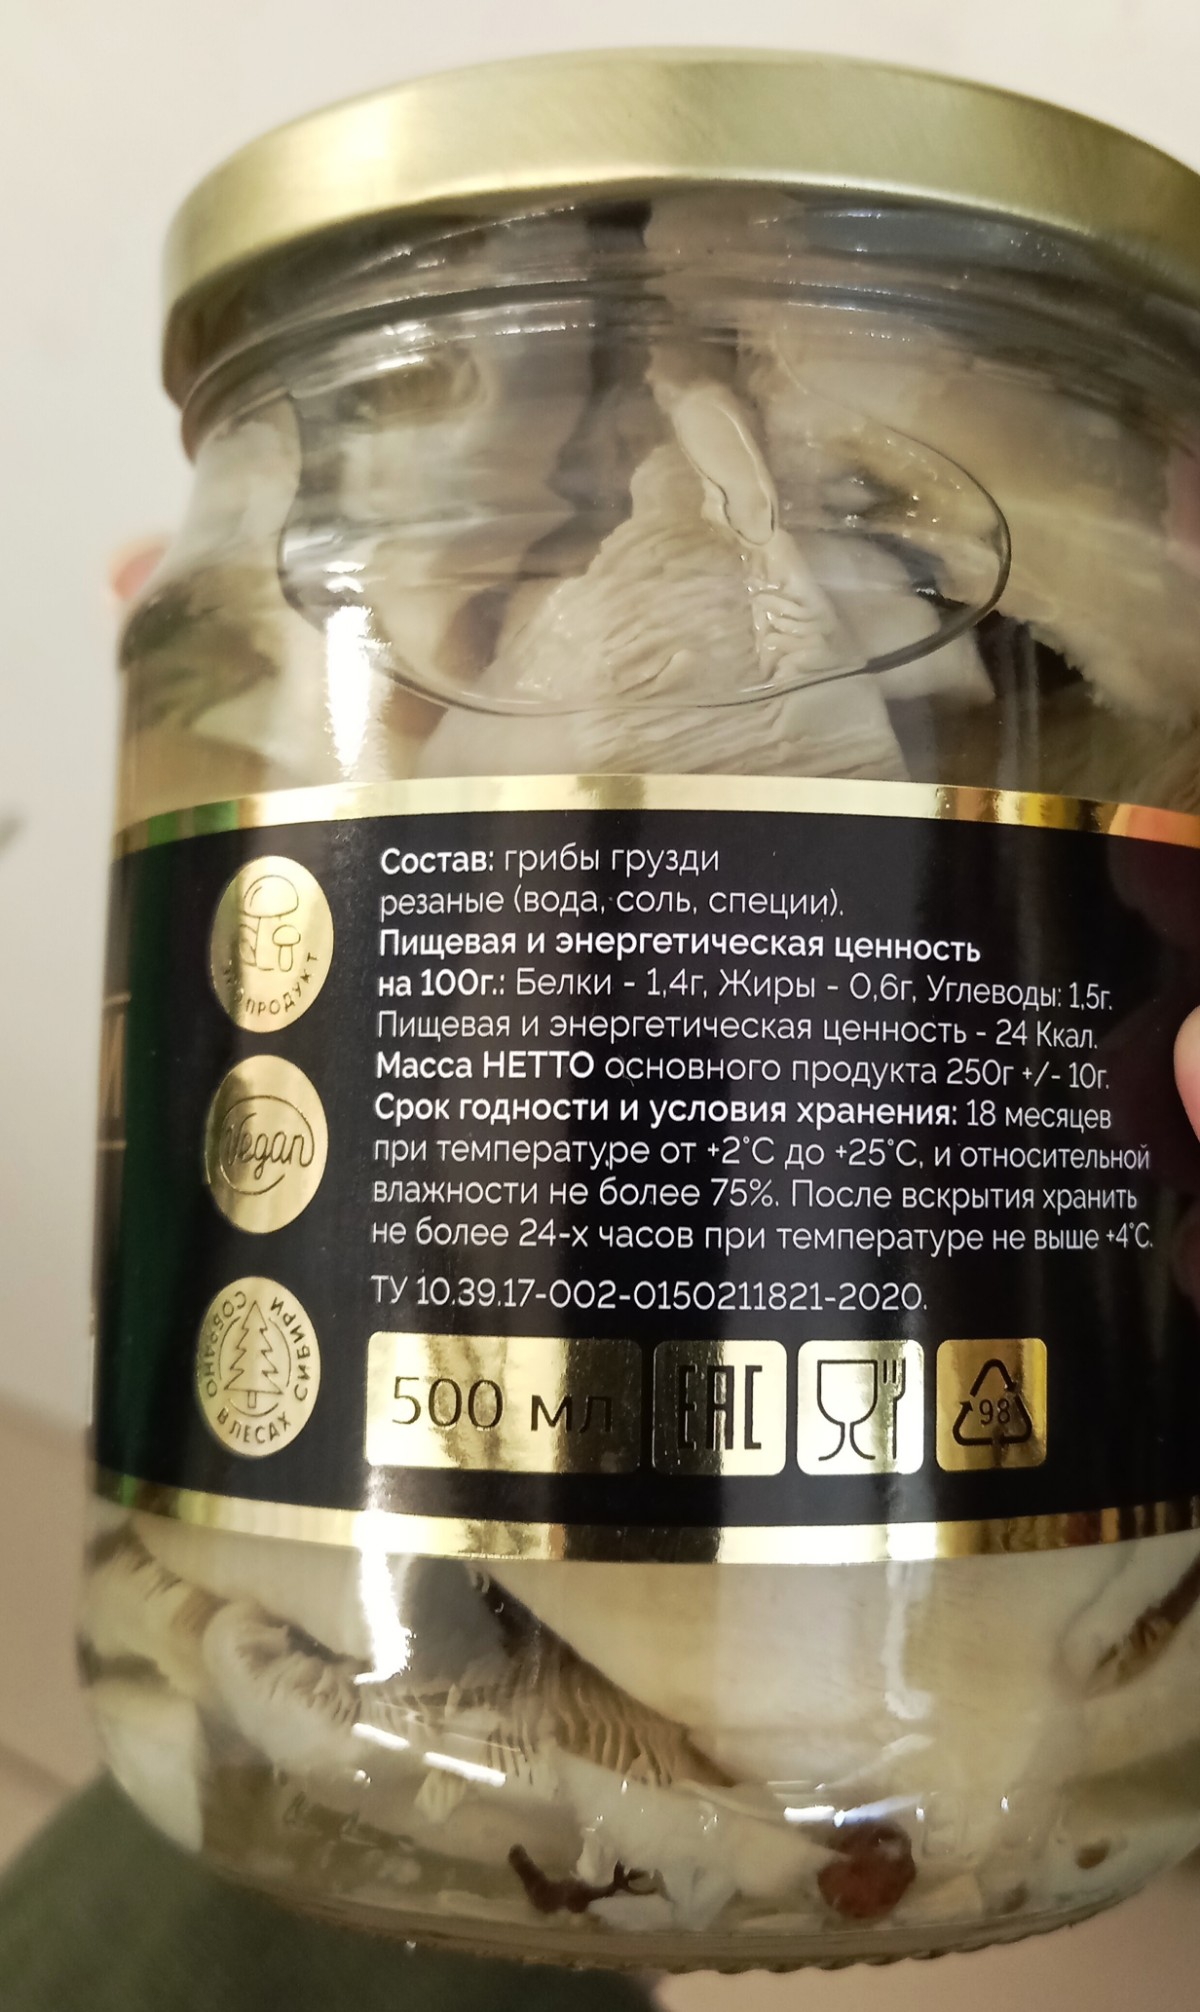 Состав: грибы грузди
резаные (вода, соль, специи).
Пищевая и энергетическая ценность
на 100г.: Белки - 1,4г, Жиры - 0,6г, Углеводы: 1,5г.
Пищевая и энергетическая ценность - 24 Ккал.
Масса НЕТТО основного продукта 250г +/- 10г.
Срок годности и условия хранения: 18 месяцев
при температуре от +2°C до +25°C, и относительной
влажности не более 75%. После вскрытия хранить
не более 24-х часов при температуре не выше +4°C.
ТУ 10.39.17-002-0150211821-2020.
500 мл EAC 98
ПРОДУКТ
Vegan
СОБРАНО В ЛЕСАХ СИБИРИ